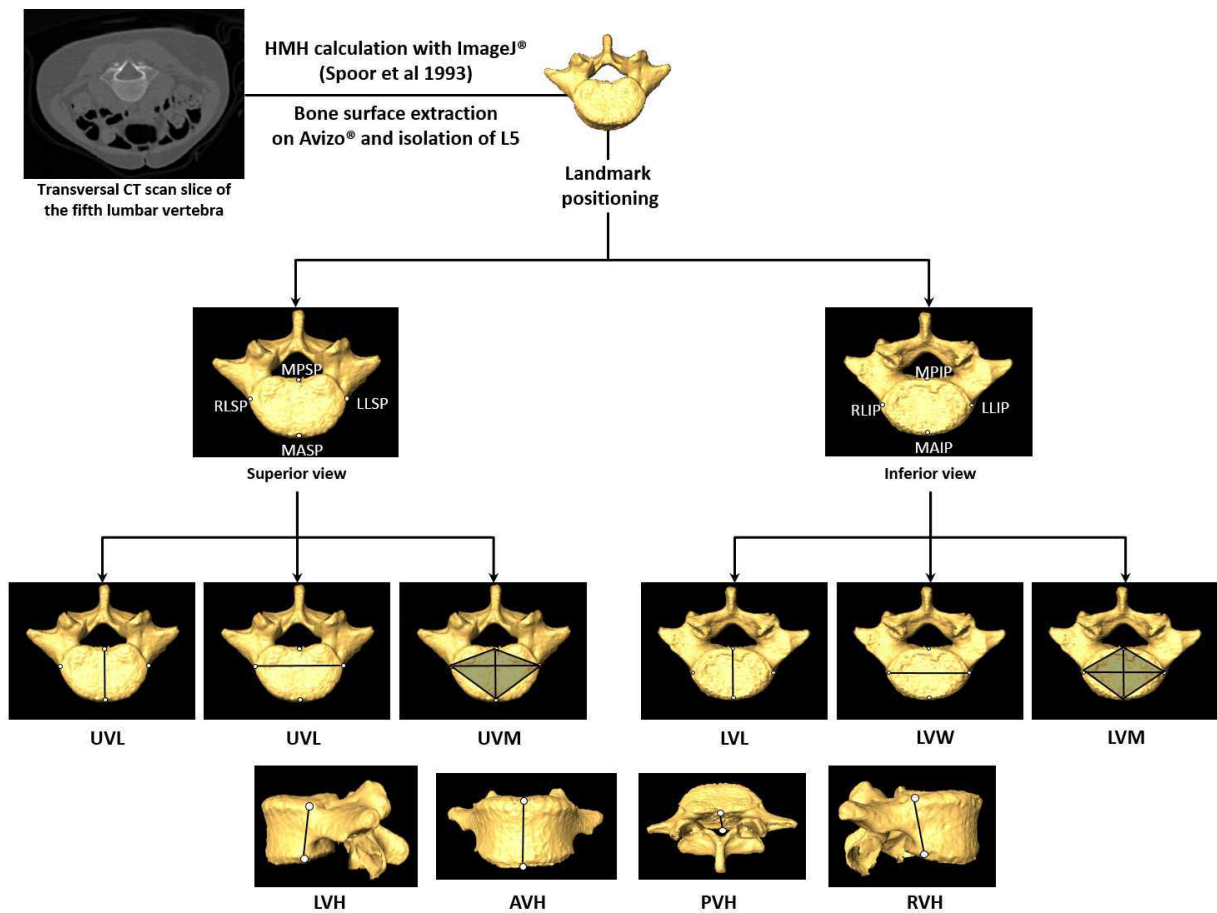 HMH calculation with ImageJ®
(Spoor et al 1993)
Bone surface extraction
on Avizo® and isolation of L5
Transversal CT scan slice of
the fifth lumbar vertebra
Landmark
positioning
MPSP
RLSP
LLSP
MASP
Superior view
MPIP
RLIP
LLIP
MAIP
Inferior view
UVL
UVL
UVM
LVL
LVW
LVM
LVH
AVH
PVH
RVH